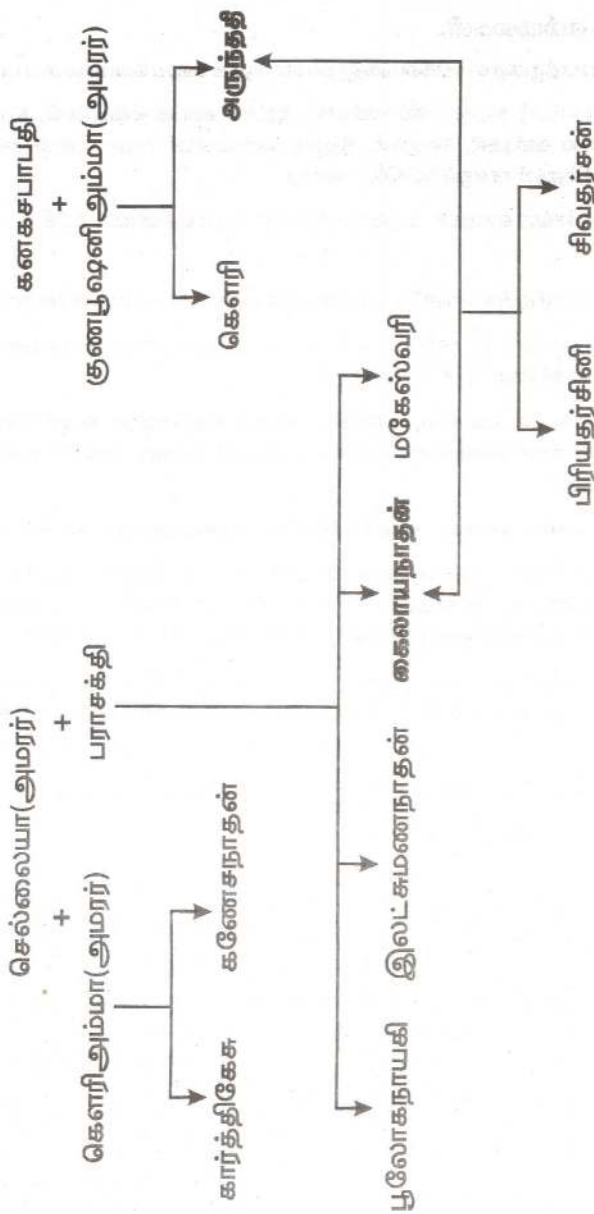 செல்லையா(அமரர்)
+ +
கௌரிஅம்மா(அமரர்) பராசக்தி
கனகசபாபதி
+
குணபூஷனிஅம்மா(அமரர்)
கார்த்திகேசு கணேசநாதன்
கௌரி அருந்ததி
பூலோகநாயகி இலட்சுமணநாதன் கைலாயநாதன் மகேஸ்வரி
பிரியதர்சினி சிவதர்சன்